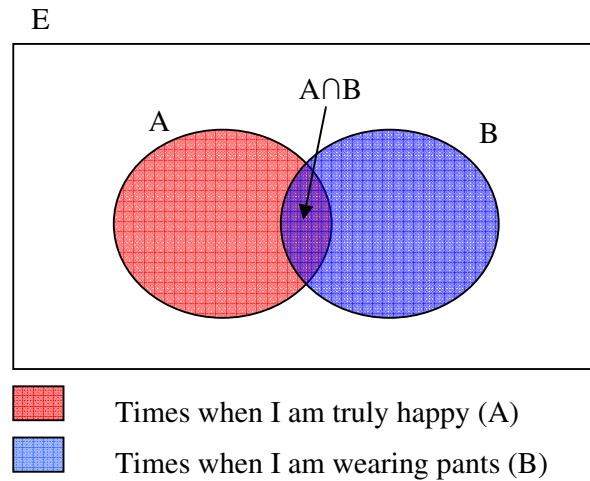 E
A∩B
A
B
Times when I am truly happy (A)
Times when I am wearing pants (B)